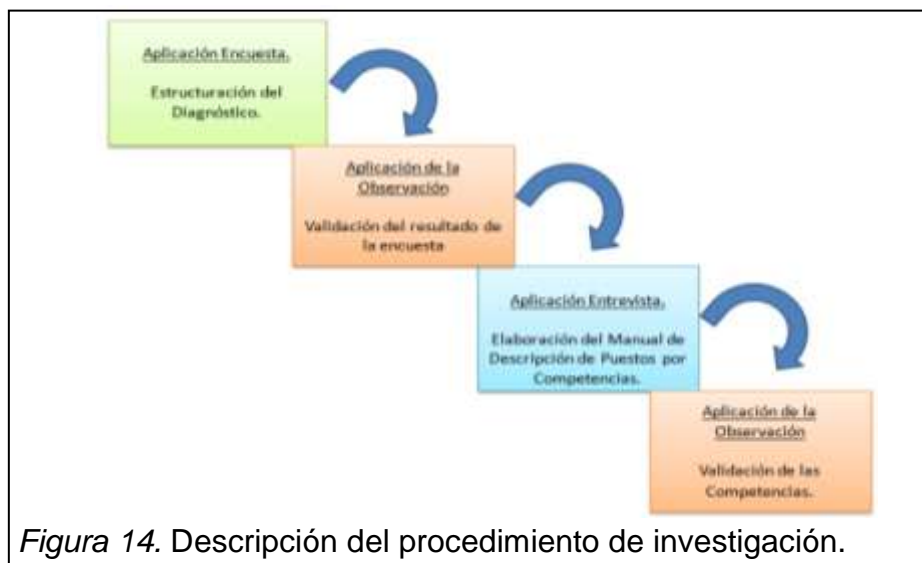 Aplicación Encuesta.
Estructuración del
Diagnóstico.
Aplicación de la
Observación
Validación del resultado de
la encuesta
Aplicación Entrevista.
Elaboración del Manual de
Descripción de Puestos por
Competencias.
Aplicación de la
Observación
Validación de las
Competencias.
Figura 14. Descripción del procedimiento de investigación.